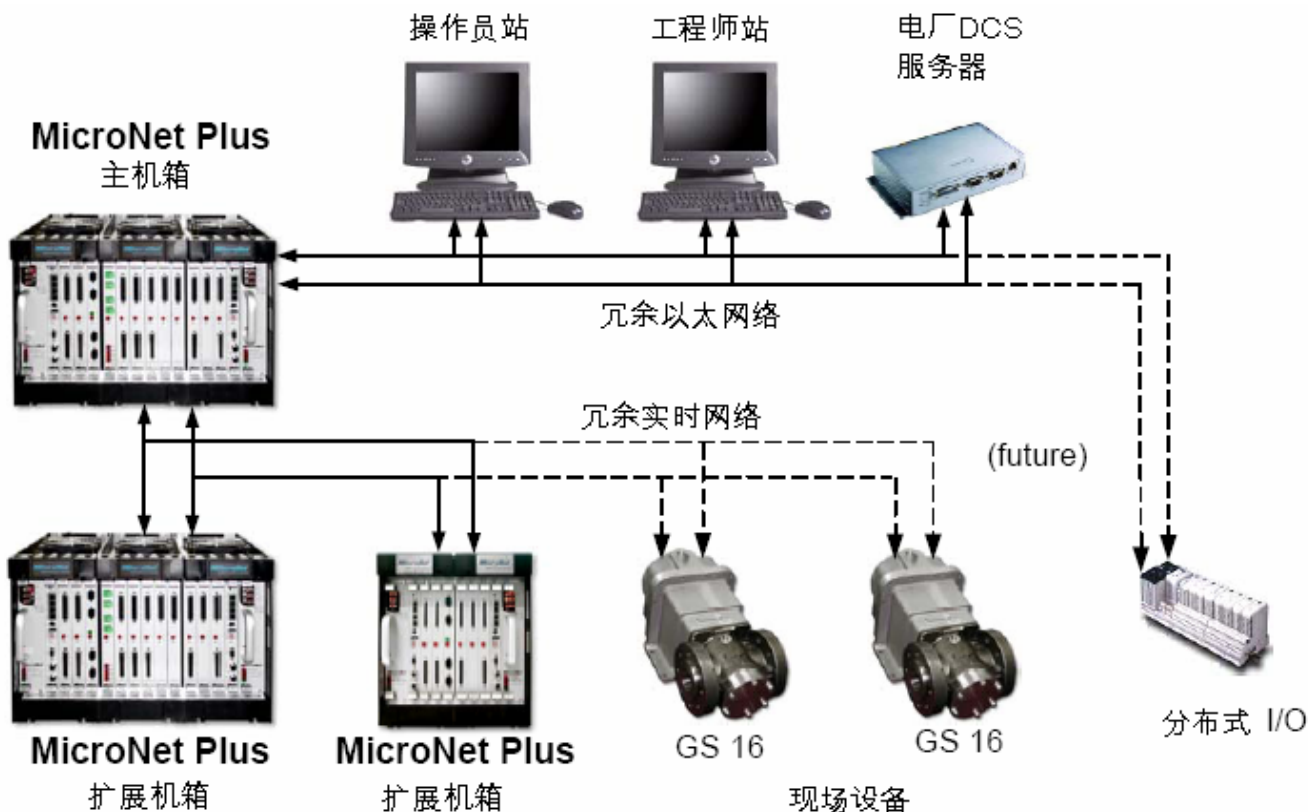 操作员站
工程师站
电厂DCS
服务器
MicroNet Plus
主机箱
冗余以太网络
冗余实时网络
(future)
MicroNet Plus
扩展机箱
MicroNet Plus
扩展机箱
GS 16
GS 16
现场设备
分布式 I/O